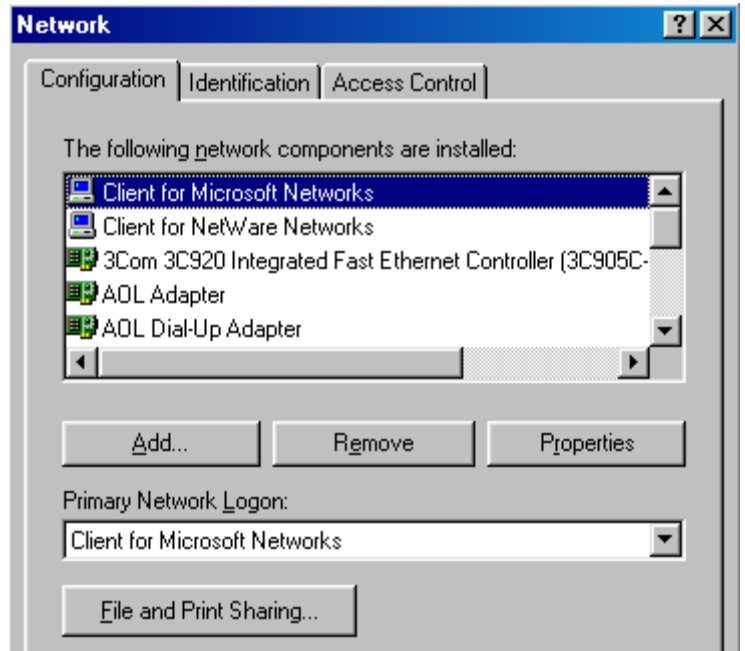 Network
Configuration Identification Access Control
The following network components are installed:
Client for Microsoft Networks
Client for NetWare Networks
3Com 3C920 Integrated Fast Ethernet Controller (3C905C-
AOL Adapter
AOL Dial-Up Adapter
Add... Remove Properties
Primary Network Logon:
Client for Microsoft Networks
File and Print Sharing...